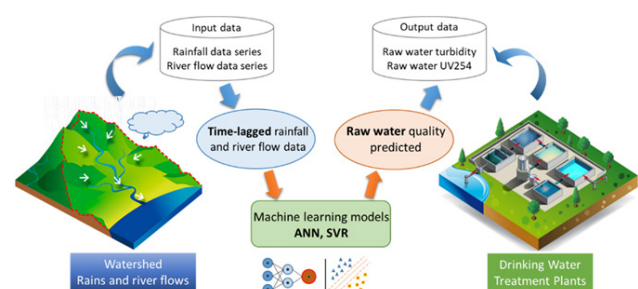 Input data
Rainfall data series
River flow data series
Output data
Raw water turbidity
Raw water UV254
Time-lagged rainfall
and river flow data
Raw water quality
predicted
Machine learning models
ANN, SVR
Watershed
Rains and river flows
Drinking Water
Treatment Plants